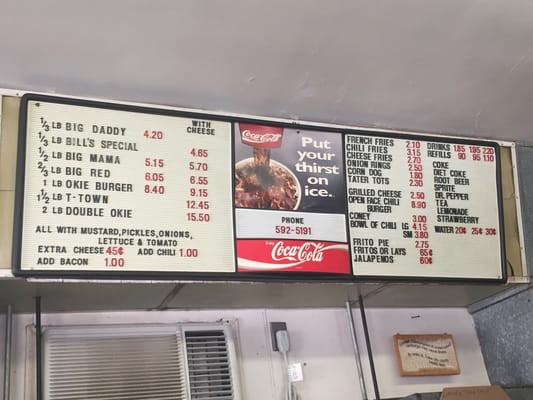 WITH CHEESE
1/3 LB BIG DADDY 4.20
1/3 LB BILL'S SPECIAL 4.65
1/2 LB BIG MAMA 5.15 5.70
2/3 LB BIG RED 6.05 6.55
1 LB OKIE BURGER 8.40 9.15
1 1/2 LB T-TOWN 12.45
2 LB DOUBLE OKIE 15.50
ALL WITH MUSTARD,PICKLES,ONIONS,
LETTUCE & TOMATO
EXTRA CHEESE 45¢ ADD CHILI 1.00
ADD BACON 1.00
Coca-Cola
Put
your
thirst
on
ice.
PHONE
592-5191
Coca-Cola
FRENCH FRIES 2.10
CHILI FRIES 3.15
CHEESE FRIES 2.70
ONION RINGS 2.50
CORN DOG 1.80
TATER TOTS 2.30
GRILLED CHEESE 2.50
OPEN FACE CHILI 8.90
BURGER
CONEY 3.00
BOWL OF CHILI LG 4.15
SM 3.80
FRITO PIE 2.75
FRITOS OR LAYS 65¢
JALAPENOS 60¢
DRINKS 1.85 1.95 2.20
REFILLS 90 95 1.10
COKE
DIET COKE
ROOT BEER
SPRITE
DR. PEPPER
TEA
LEMONADE
STRAWBERRY
WATER 20¢ 25¢ 30¢